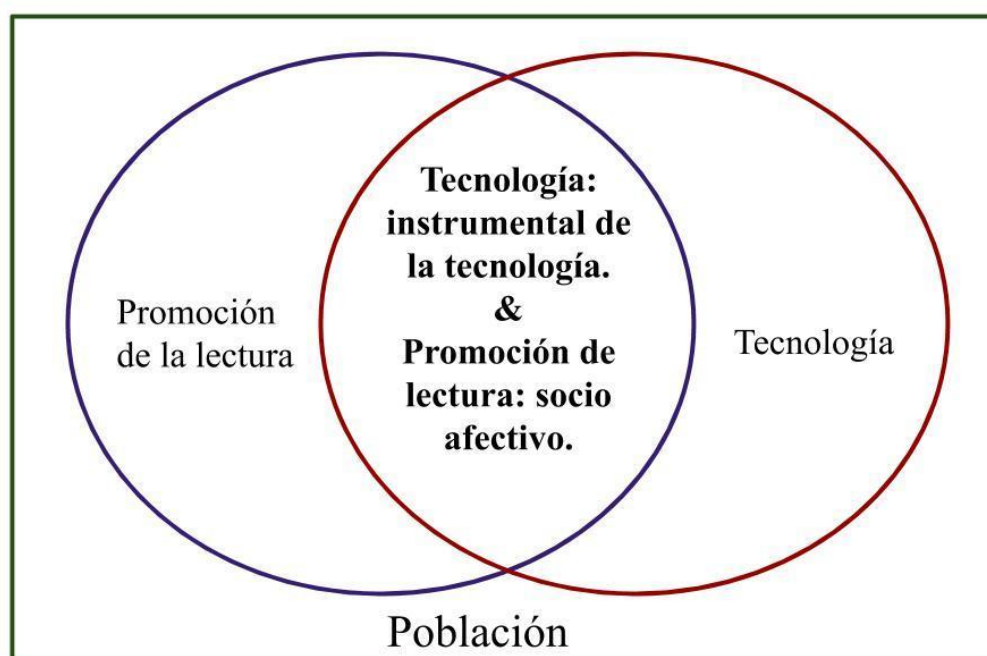 Promoción
de la lectura
Tecnología:
instrumental de
la tecnología.
&
Promoción de
lectura: socio
afectivo.
Tecnología
Población